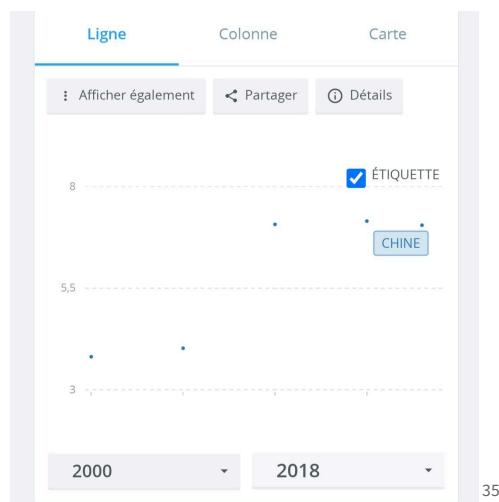 Ligne Colonne Carte
Afficher également Partager Détails
ÉTIQUETTE
8
CHINE
5,5
3
2000 2018
35